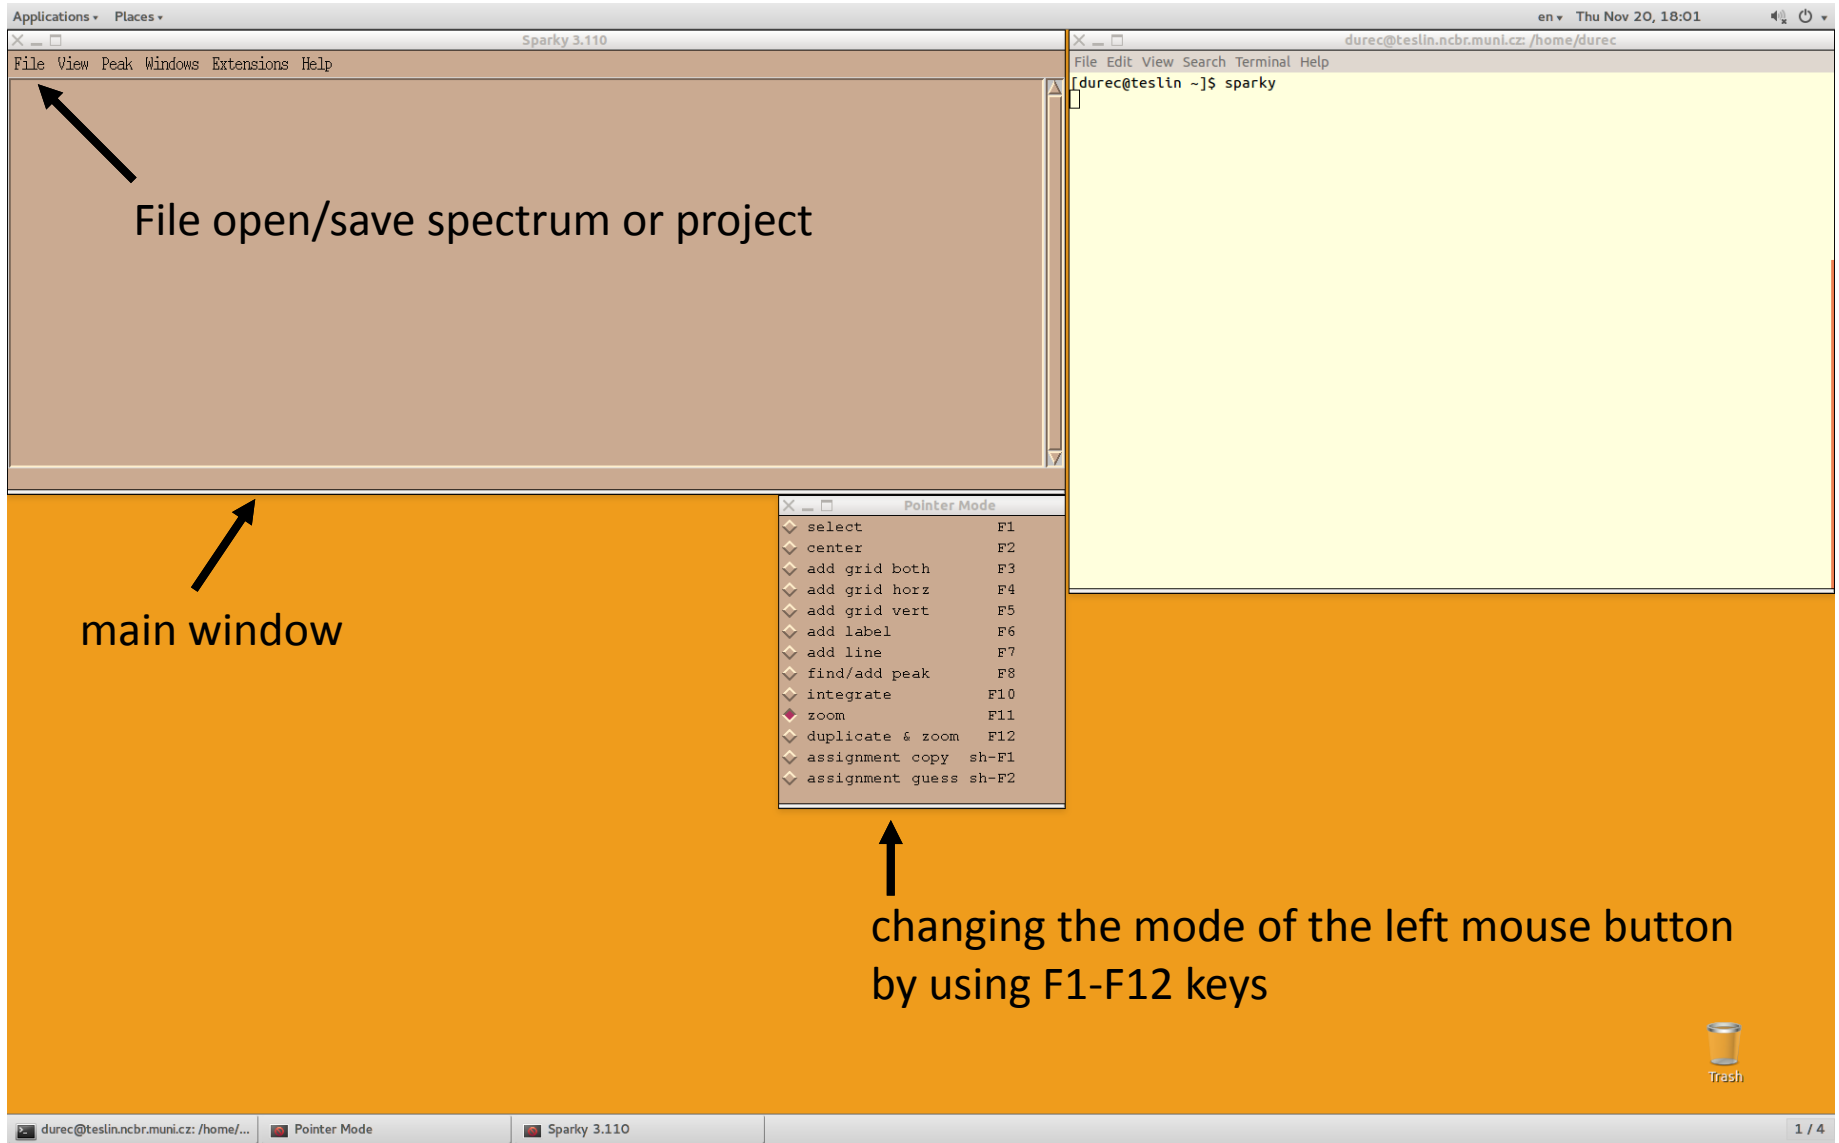 Applications Places en Thu Nov 20, 18:01
Sparky 3.110
File View Peak Windows Extensions Help
File open/save spectrum or project
main window
durec@teslin.ncbr.muni.cz: /home/durec
File Edit View Search Terminal Help
[durec@teslin ~]$ sparky
Pointer Mode
select F1
center F2
add grid both F3
add grid horz F4
add grid vert F5
add label F6
add line F7
find/add peak F8
integrate F10
zoom F11
duplicate & zoom F12
assignment copy sh-F1
assignment guess sh-F2
changing the mode of the left mouse button
by using F1-F12 keys
Trash
durec@teslin.ncbr.muni.cz: /home/... Pointer Mode Sparky 3.110 1 / 4